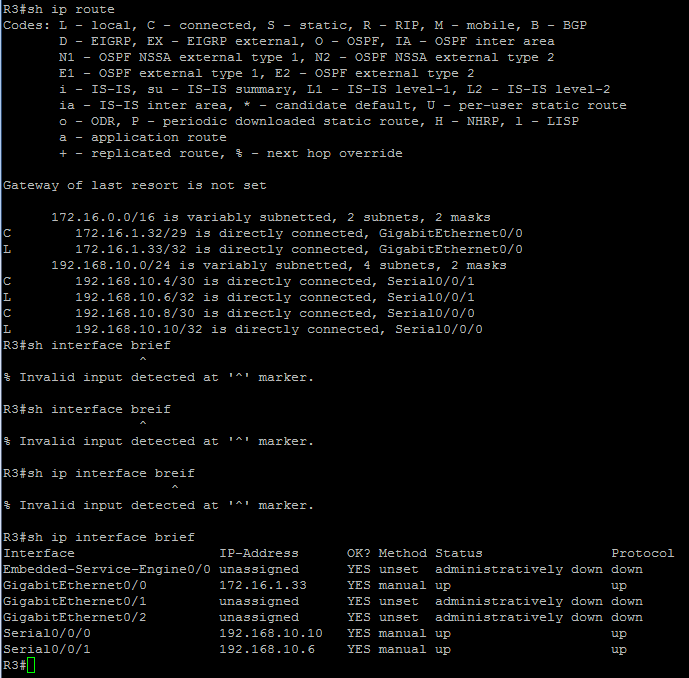 R3#sh ip route
Codes: L - local, C - connected, S - static, R - RIP, M - mobile, B - BGP
       D - EIGRP, EX - EIGRP external, O - OSPF, IA - OSPF inter area
       N1 - OSPF NSSA external type 1, N2 - OSPF NSSA external type 2
       E1 - OSPF external type 1, E2 - OSPF external type 2
       i - IS-IS, su - IS-IS summary, L1 - IS-IS level-1, L2 - IS-IS level-2
       ia - IS-IS inter area, * - candidate default, U - per-user static route
       o - ODR, P - periodic downloaded static route, H - NHRP, l - LISP
       a - application route
       + - replicated route, % - next hop override

Gateway of last resort is not set

      172.16.0.0/16 is variably subnetted, 2 subnets, 2 masks
C        172.16.1.32/29 is directly connected, GigabitEthernet0/0
L        172.16.1.33/32 is directly connected, GigabitEthernet0/0
      192.168.10.0/24 is variably subnetted, 4 subnets, 2 masks
C        192.168.10.4/30 is directly connected, Serial0/0/1
L        192.168.10.6/32 is directly connected, Serial0/0/1
C        192.168.10.8/30 is directly connected, Serial0/0/0
L        192.168.10.10/32 is directly connected, Serial0/0/0
R3#sh interface brief
                 ^
% Invalid input detected at '^' marker.

R3#sh interface breif
                 ^
% Invalid input detected at '^' marker.

R3#sh ip interface breif
                     ^
% Invalid input detected at '^' marker.

R3#sh ip interface brief
Interface                  IP-Address      OK? Method Status                Protocol
Embedded-Service-Engine0/0 unassigned      YES unset  administratively down down
GigabitEthernet0/0         172.16.1.33     YES manual up                    up
GigabitEthernet0/1         unassigned      YES unset  administratively down down
GigabitEthernet0/2         unassigned      YES unset  administratively down down
Serial0/0/0                192.168.10.10   YES manual up                    up
Serial0/0/1                192.168.10.6    YES manual up                    up
R3#